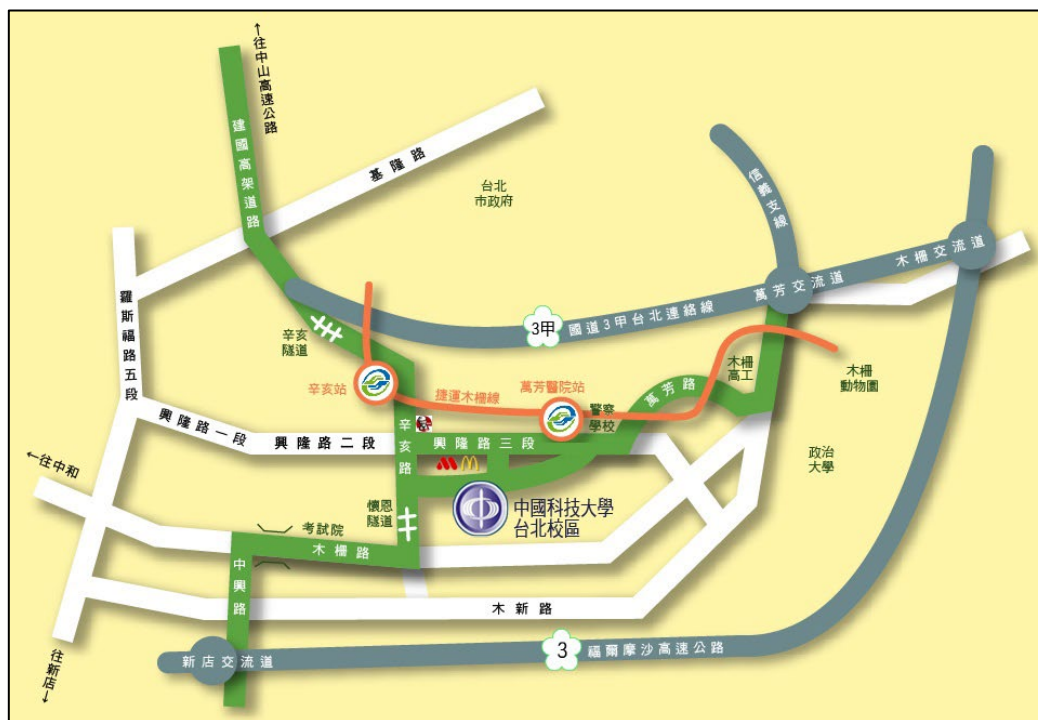 ←往中山高速公路
建國高架道路
基隆路
台北
市政府
信義支線
木柵交流道
萬芳交流道
羅斯福路五段
辛亥
隧道
3甲
國道3甲台北連絡線
木柵
高工
木柵
動物園
辛亥站
捷運木柵線
萬芳醫院站
萬芳路
警察
學校
興隆路一段
興隆路二段
辛亥路
KFC
興隆路三段
政治
大學
←往中和
懷恩
隧道
中國科技大學
台北校區
考試院
木柵路
中興路
木新路
新店交流道
3
福爾摩沙高速公路
往新店→